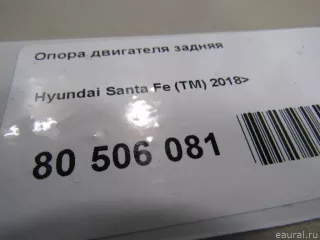 Опора двигателя задняя
Hyundai Santa Fe (TM) 2018>
80 506 081
eaural.ru